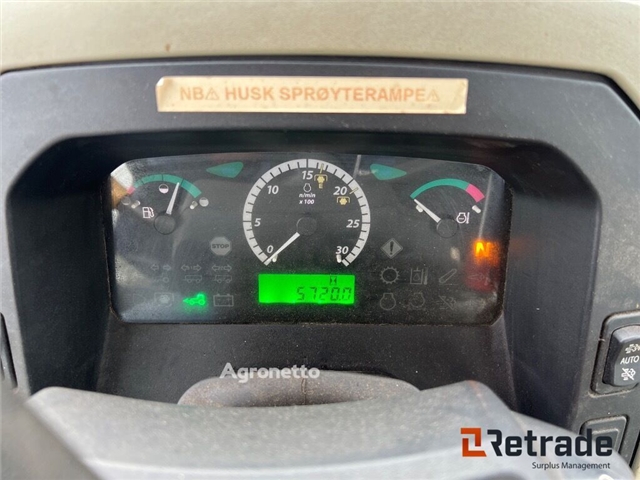 NB⚠ HUSK SPRØYTERAMPE⚠
0
5
10
15
20
25
30
n/min
x 100
STOP
N
H
5720.0
AUTO
Agronetto
Retrade
Surplus Management